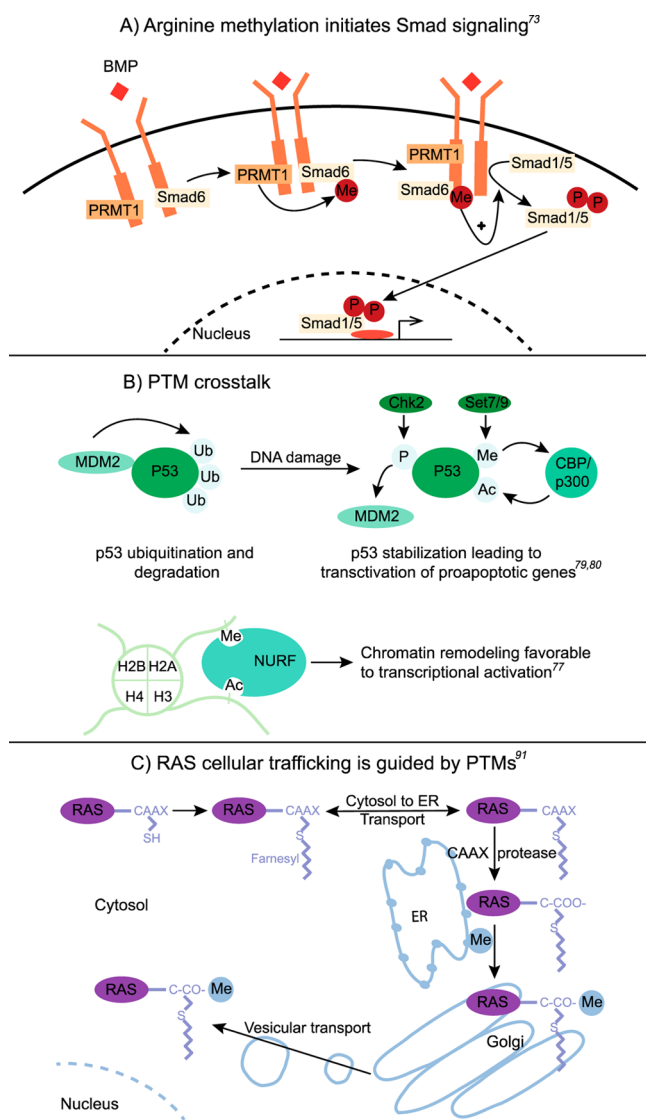 A) Arginine methylation initiates Smad signaling73
BMP
PRMT1
Smad6
PRMT1
Smad6
Me
PRMT1
Smad6
Me
+
Smad1/5
Smad1/5
P
P
P
P
Smad1/5
Nucleus
B) PTM crosstalk
MDM2
P53
Ub
Ub
Ub
DNA damage
Chk2
Set7/9
P
P53
Me
Ac
CBP/
p300
MDM2
p53 ubiquitination and
degradation
p53 stabilization leading to
transctivation of proapoptotic genes79,80
H2B
H2A
H4
H3
Me
Ac
NURF
Chromatin remodeling favorable
to transcriptional activation77
C) RAS cellular trafficking is guided by PTMs91
RAS
CAAX
SH
RAS
CAAX
S
Farnesyl
Cytosol to ER
Transport
RAS
CAAX
S
CAAX protease
Cytosol
ER
RAS
C-COO-
S
Me
RAS
C-CO-
Me
S
Golgi
RAS
C-CO-
Me
S
Vesicular transport
Nucleus